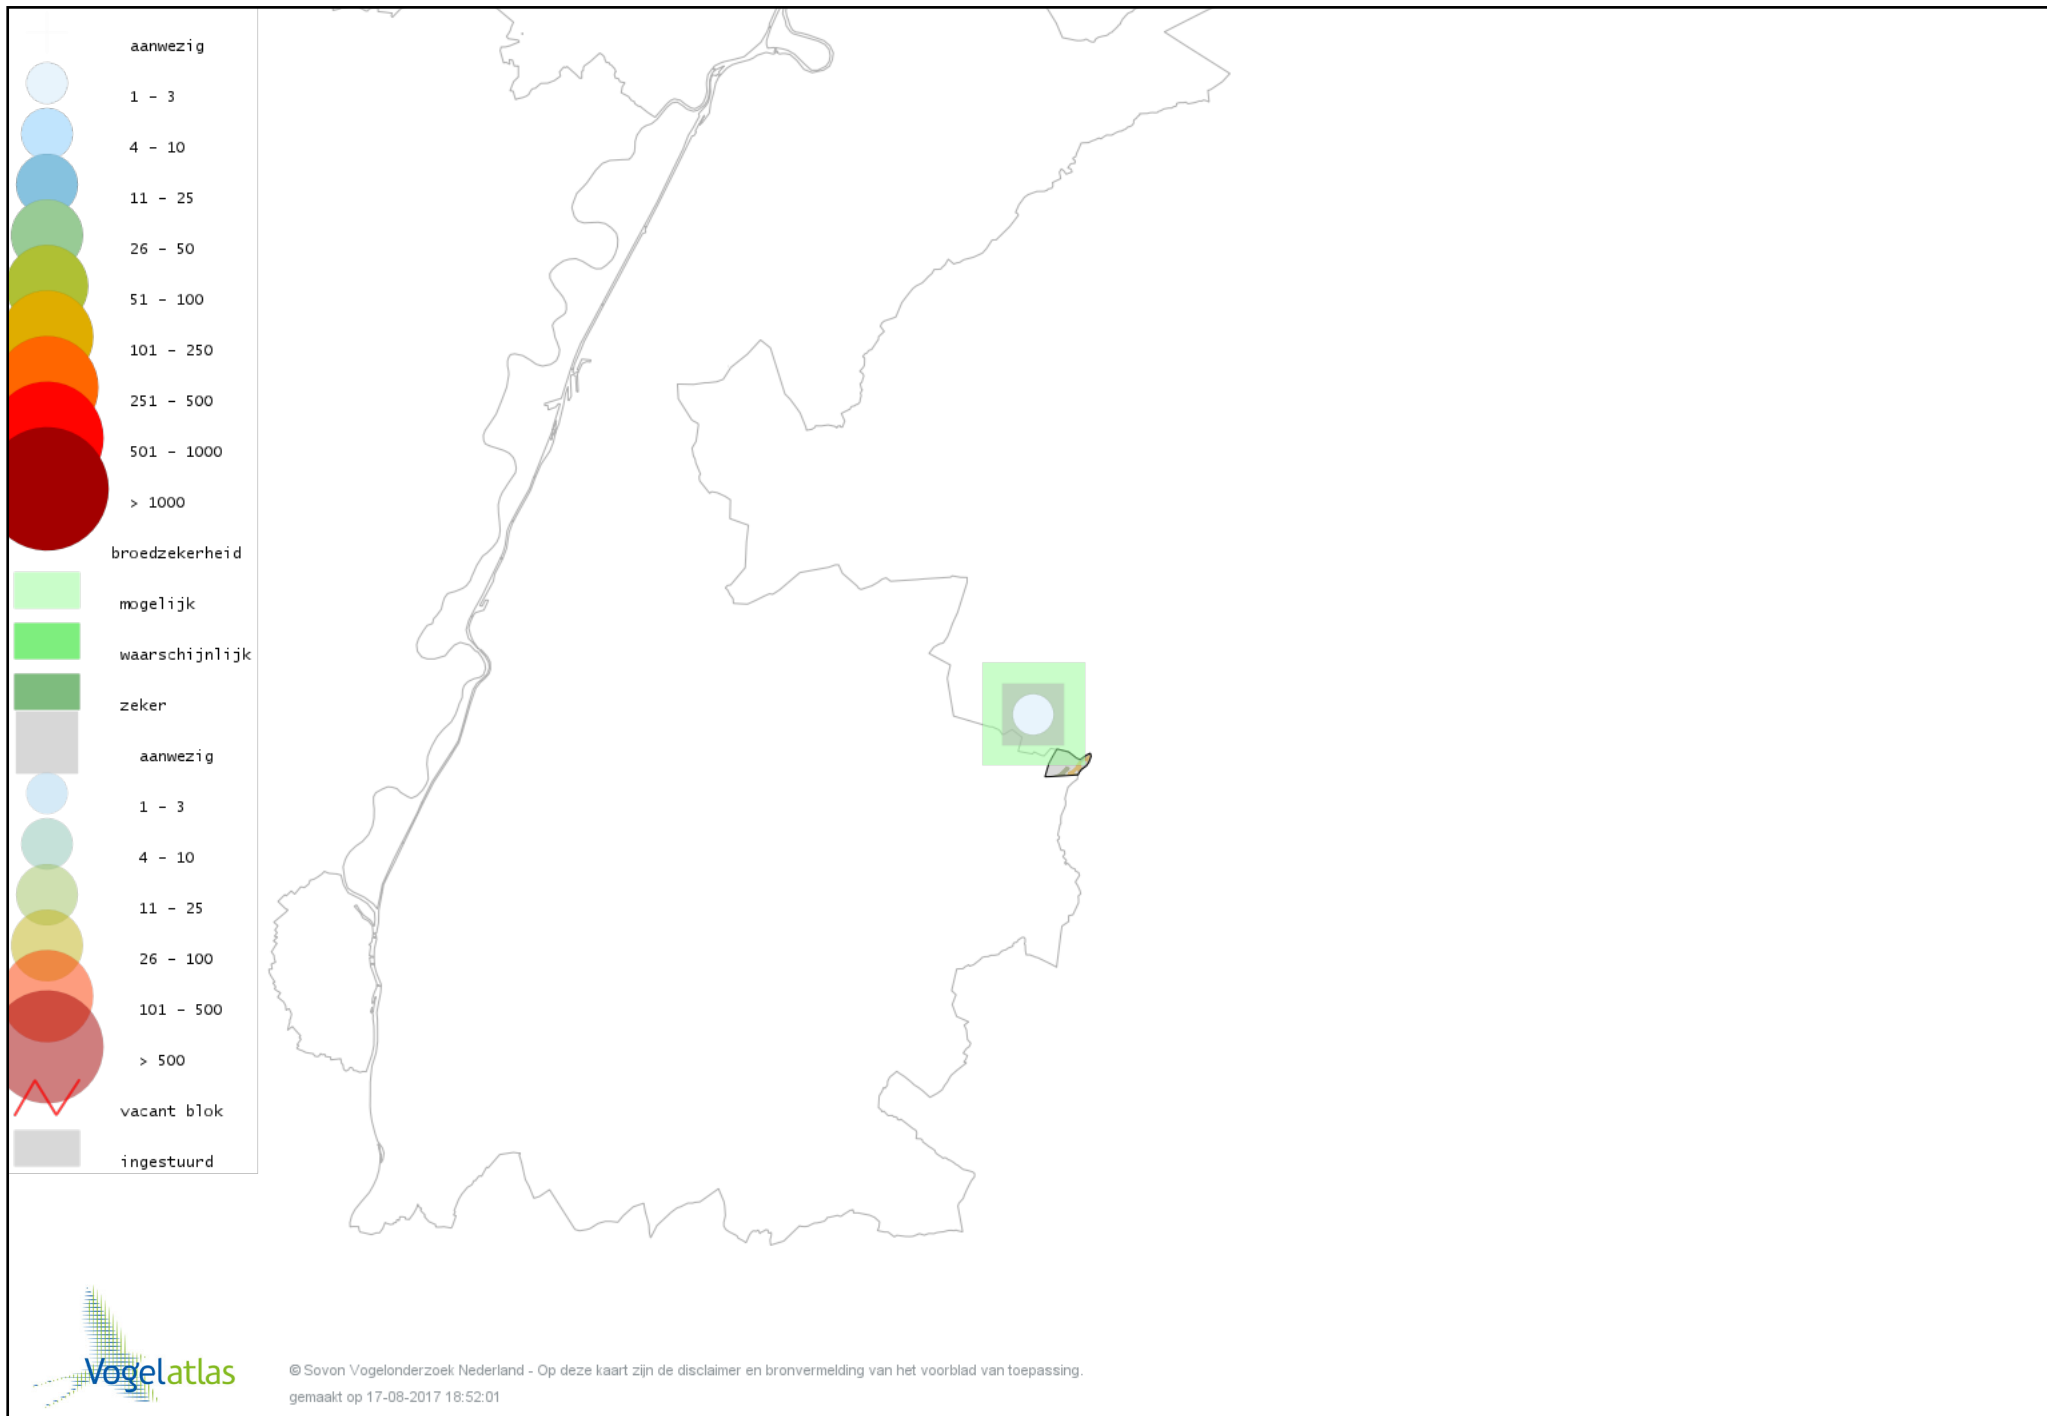 aanwezig
1 - 3
4 - 10
11 - 25
26 - 50
51 - 100
101 - 250
251 - 500
501 - 1000
> 1000
broedzekerheid
mogelijk
waarschijnlijk
zeker
aanwezig
1 - 3
4 - 10
11 - 25
26 - 100
101 - 500
> 500
vacant blok
ingestuurd
Vogelatlas
© Sovon Vogelonderzoek Nederland - Op deze kaart zijn de disclaimer en bronvermelding van het voorblad van toepassing.
gemaakt op 17-08-2017 18:52:01